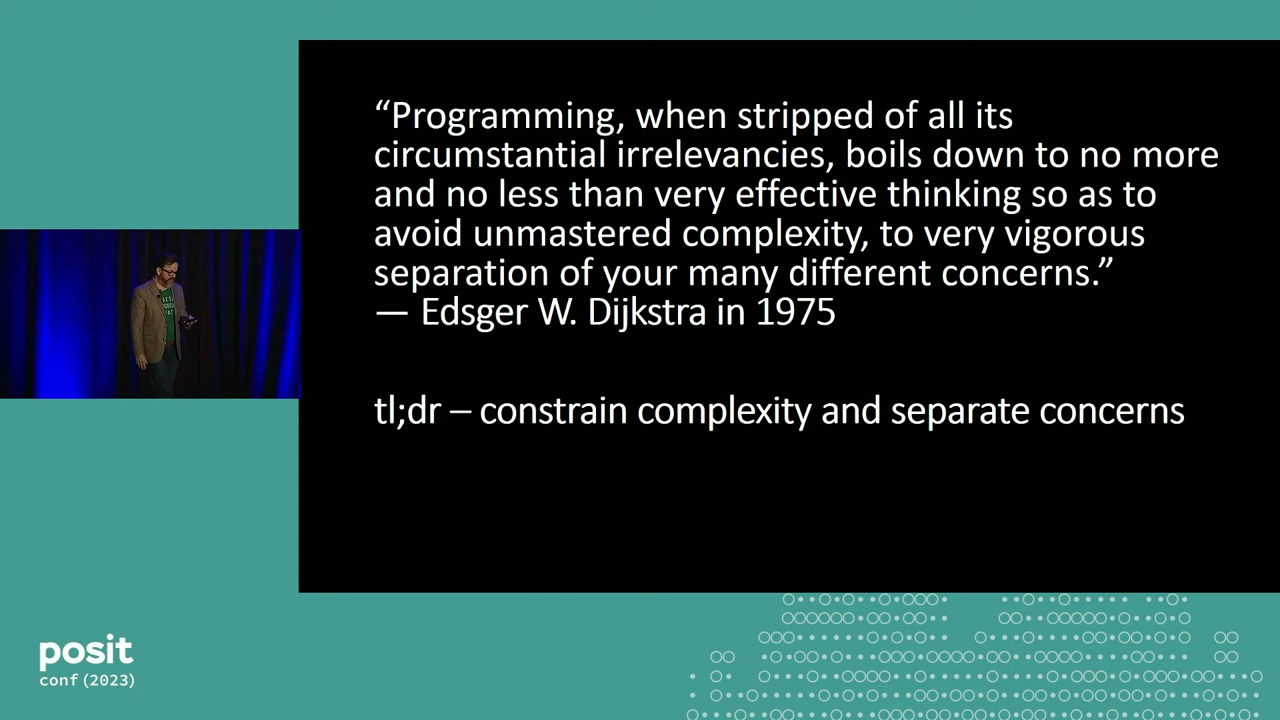 “Programming, when stripped of all its
circumstantial irrelevancies, boils down to no more
and no less than very effective thinking so as to
avoid unmastered complexity, to very vigorous
separation of your many different concerns.”
— Edsger W. Dijkstra in 1975
tl;dr – constrain complexity and separate concerns
posit
conf(2023)